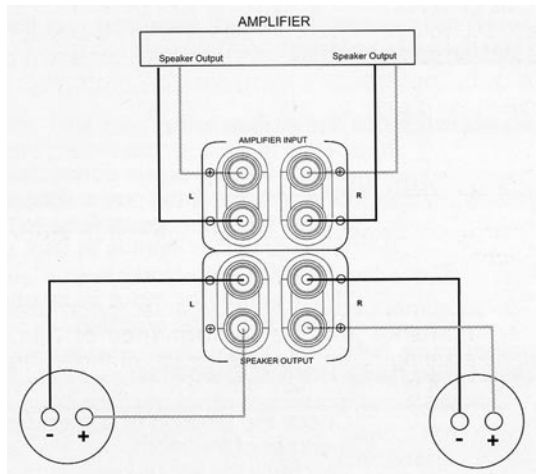 AMPLIFIER
Speaker Output Speaker Output
AMPLIFIER INPUT
L R
L R
SPEAKER OUTPUT
- + - +